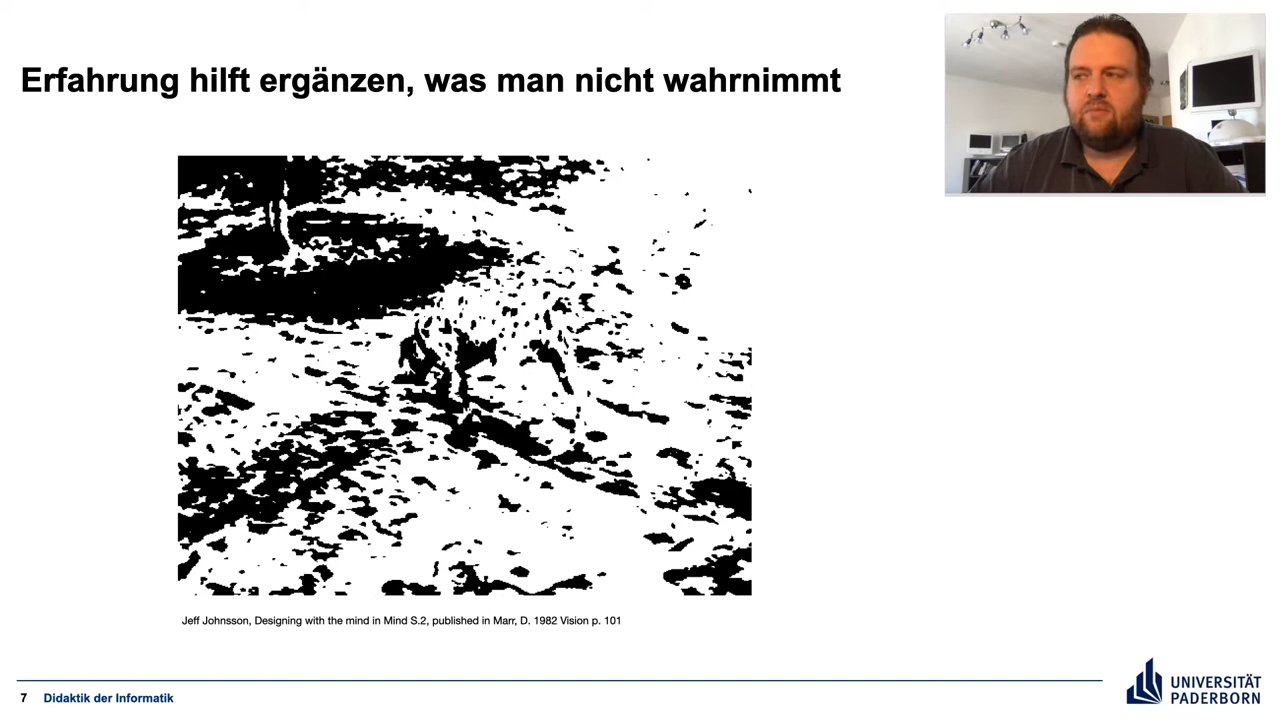 Erfahrung hilft ergänzen, was man nicht wahrnimmt
Jeff Johnsson, Designing with the mind in Mind S.2, published in Marr, D. 1982 Vision p. 101
7 Didaktik der Informatik
UNIVERSITÄT
PADERBORN